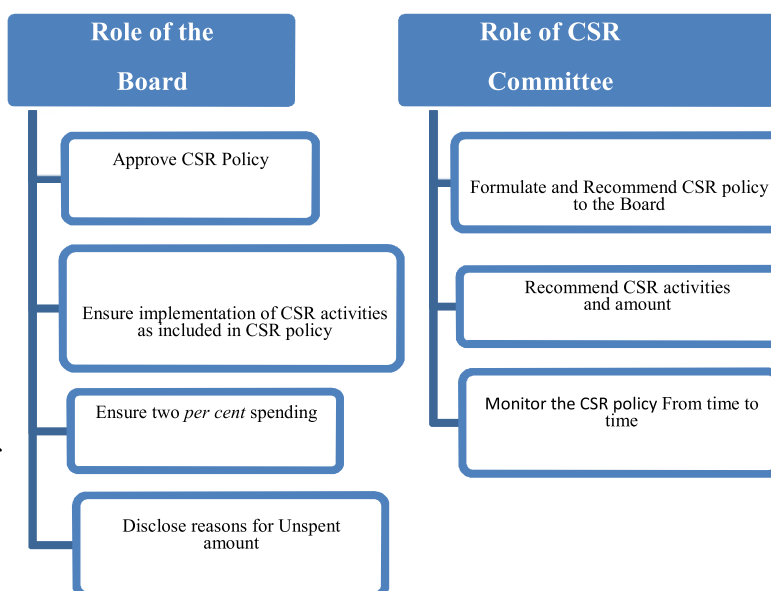 Role of the
Board
Approve CSR Policy
Ensure implementation of CSR activities
as included in CSR policy
Ensure two per cent spending
Disclose reasons for Unspent
amount
Role of CSR
Committee
Formulate and Recommend CSR policy
to the Board
Recommend CSR activities
and amount
Monitor the CSR policy From time to
time